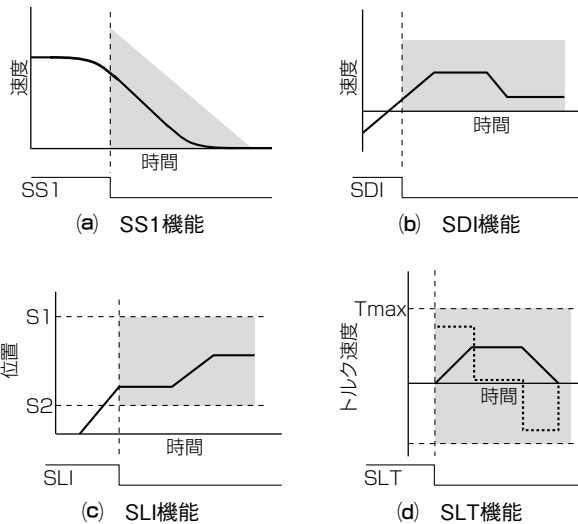 速度
時間
SS1
(a) SS1機能
速度
時間
SDI
(b) SDI機能
S1
位置
S2
時間
SLI
(c) SLI機能
Tmax
トルク速度
時間
SLT
(d) SLT機能